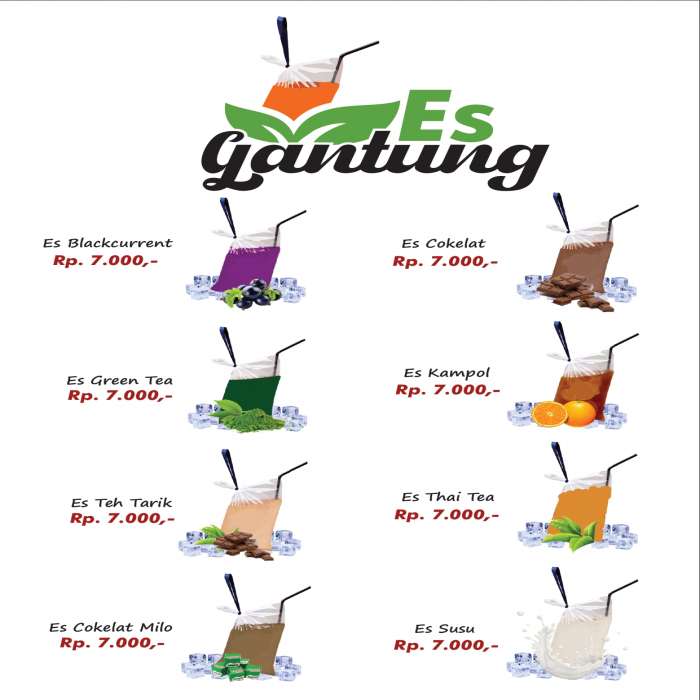 Es
Gantung
Es Blackcurrent
Rp. 7.000,-
Es Cokelat
Rp. 7.000,-
Es Green Tea
Rp. 7.000,-
Es Kampol
Rp. 7.000,-
Es Teh Tarik
Rp. 7.000,-
Es Thai Tea
Rp. 7.000,-
Es Cokelat Milo
Rp. 7.000,-
Es Susu
Rp. 7.000,-